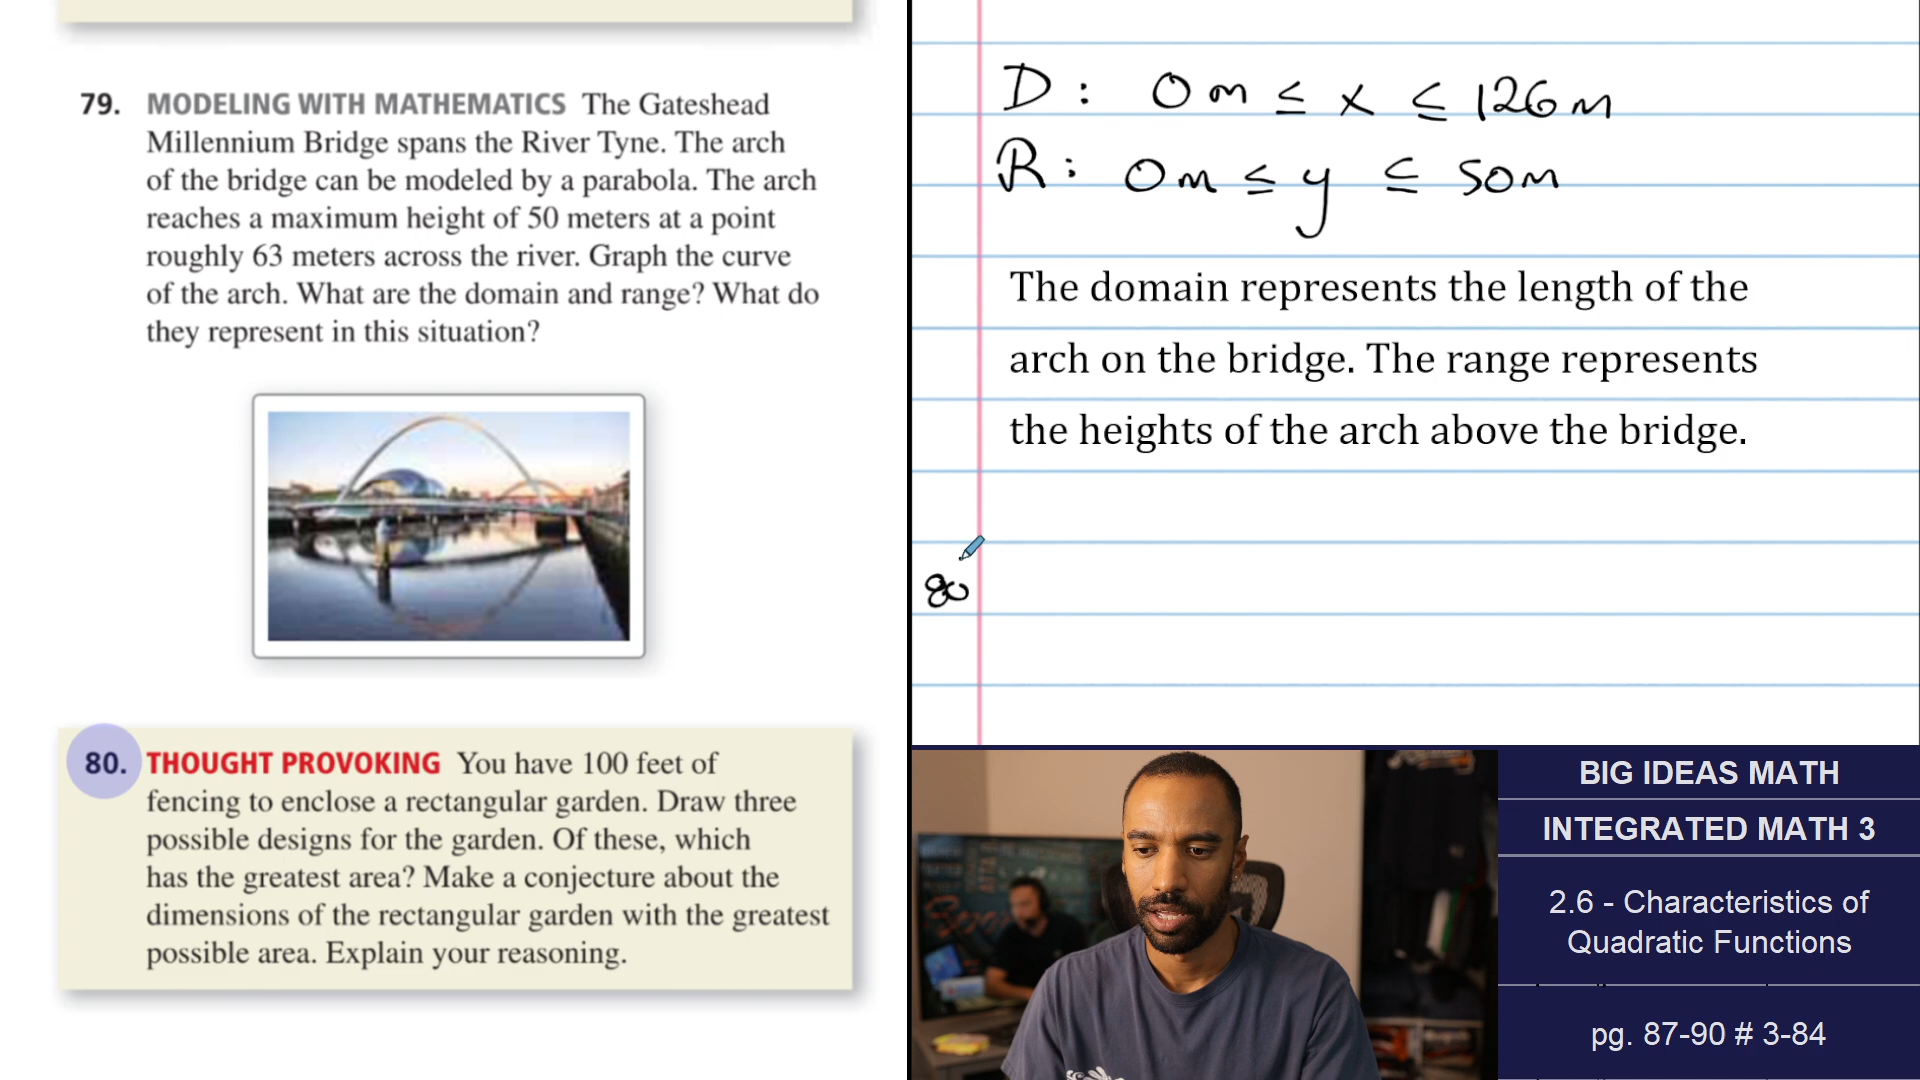 79. MODELING WITH MATHEMATICS The Gateshead
Millennium Bridge spans the River Tyne. The arch
of the bridge can be modeled by a parabola. The arch
reaches a maximum height of 50 meters at a point
roughly 63 meters across the river. Graph the curve
of the arch. What are the domain and range? What do
they represent in this situation?
80. THOUGHT PROVOKING You have 100 feet of
fencing to enclose a rectangular garden. Draw three
possible designs for the garden. Of these, which
has the greatest area? Make a conjecture about the
dimensions of the rectangular garden with the greatest
possible area. Explain your reasoning.
D: 0m ≤ x ≤ 126m
R: 0m ≤ y ≤ 50m
The domain represents the length of the
arch on the bridge. The range represents
the heights of the arch above the bridge.
80
BIG IDEAS MATH
INTEGRATED MATH 3
2.6 - Characteristics of
Quadratic Functions
pg. 87-90 # 3-84